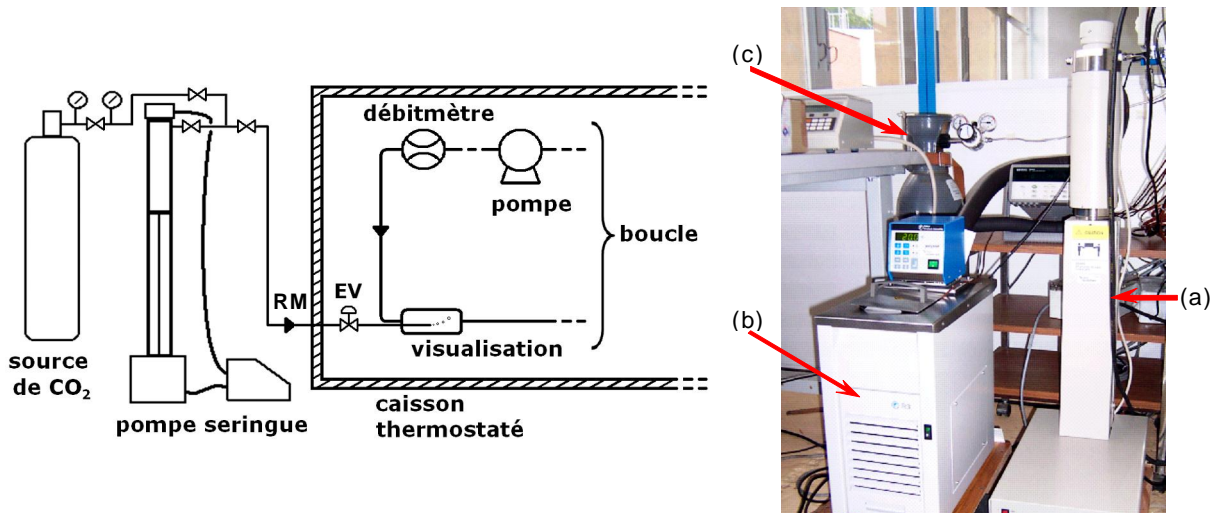 débitmètre
pompe
boucle
RM
EV
visualisation
source
de CO₂
pompe seringue
caisson
thermostaté
(c)
(b)
(a)